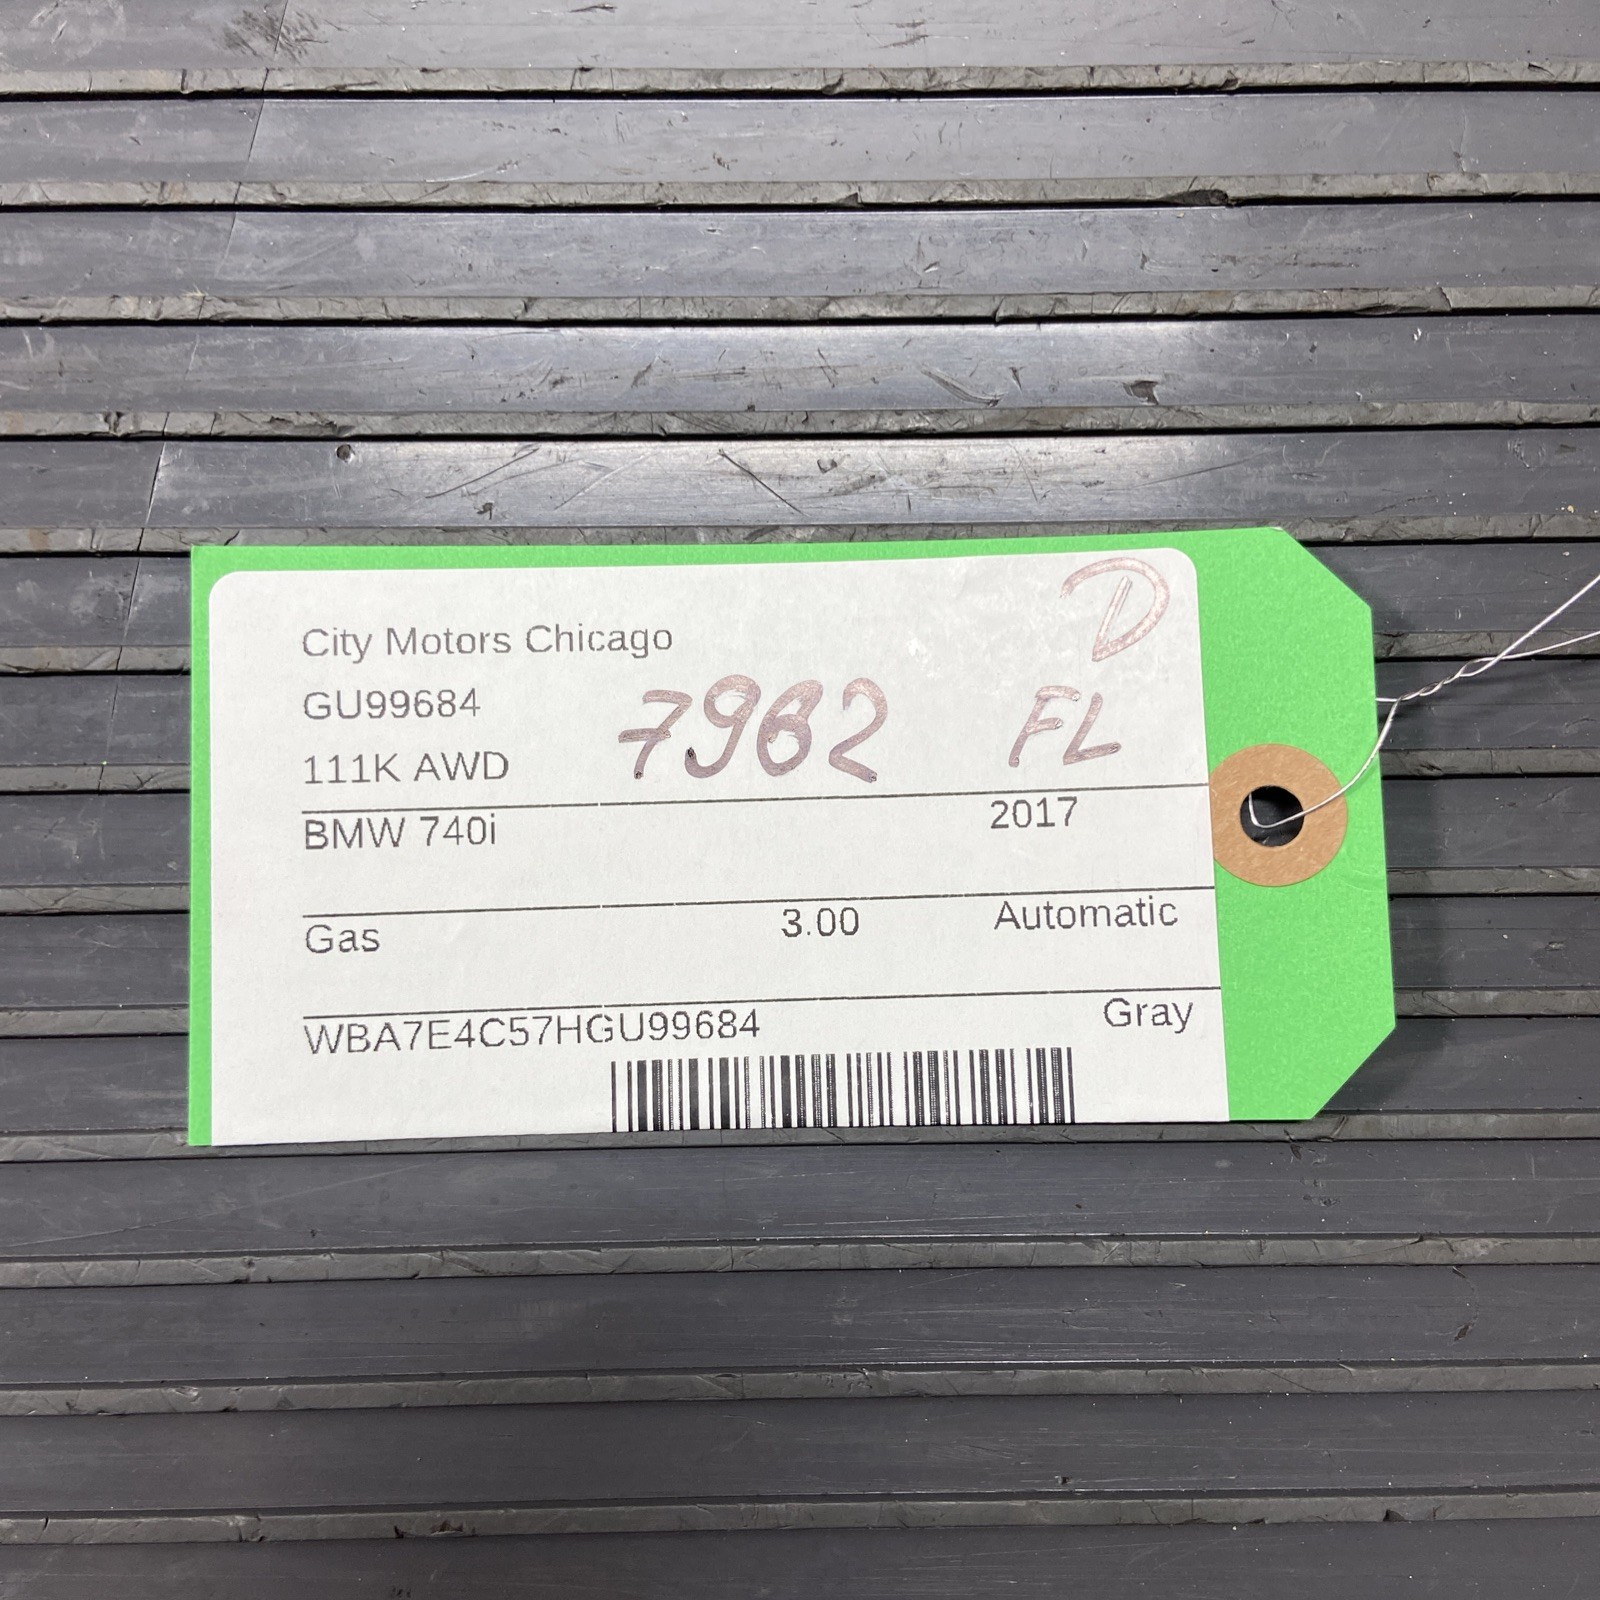 City Motors Chicago D
GU99684 7962 FL
111K AWD
BMW 740i 2017
Gas 3.00 Automatic
WBA7E4C57HGU99684 Gray